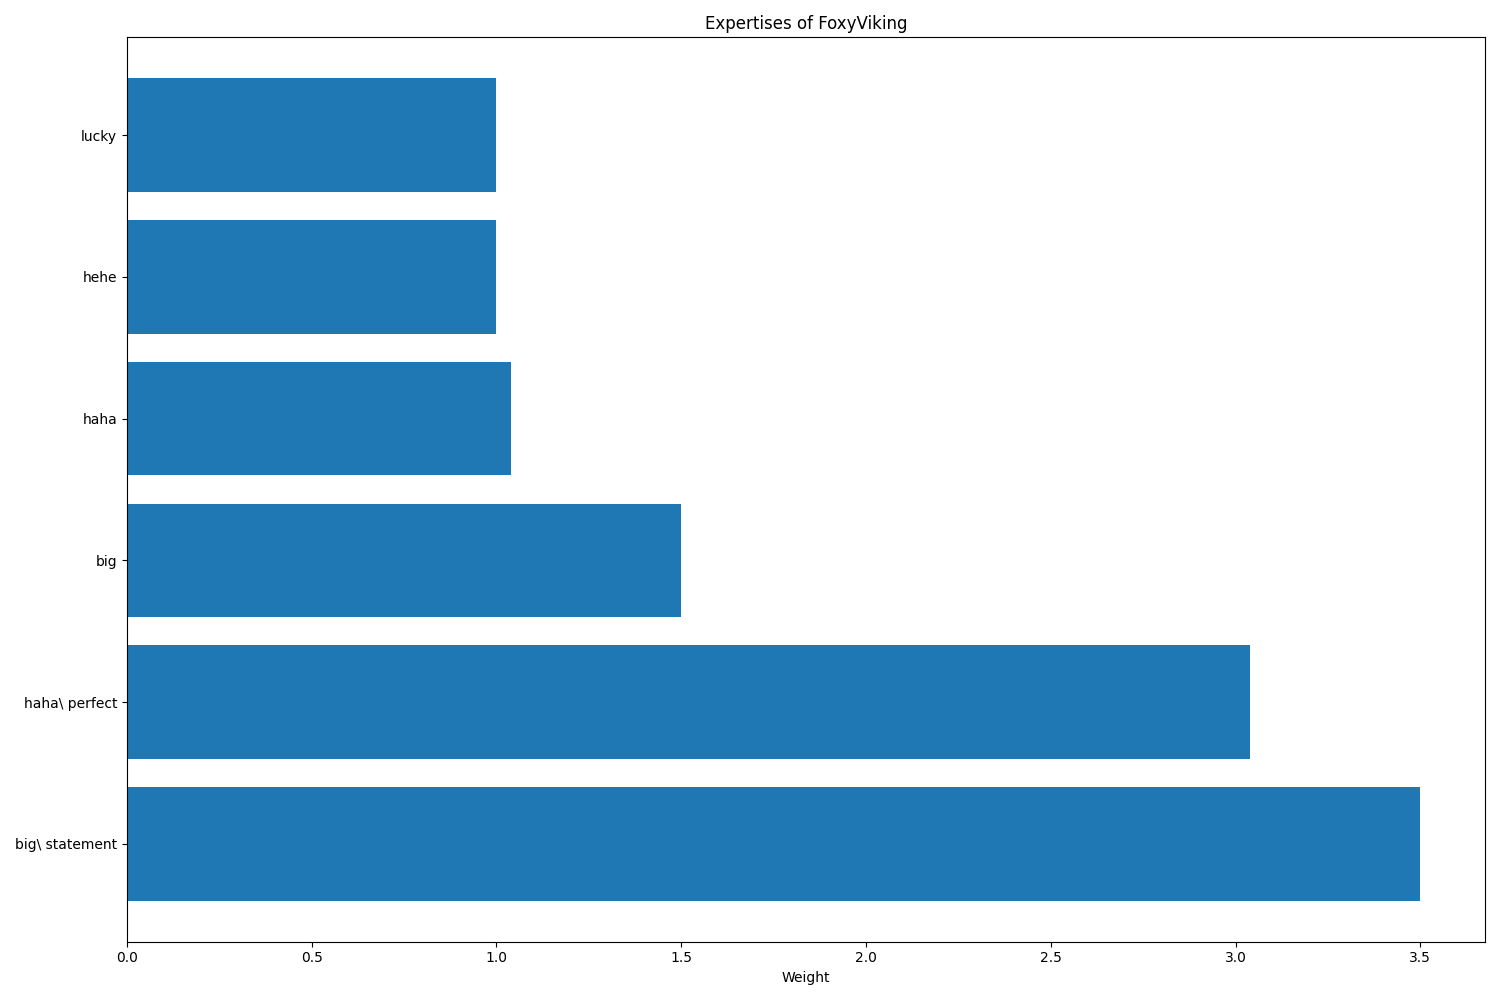 Expertises of FoxyViking
lucky
hehe
haha
big
haha\ perfect
big\ statement
0.0 0.5 1.0 1.5 2.0 2.5 3.0 3.5
Weight